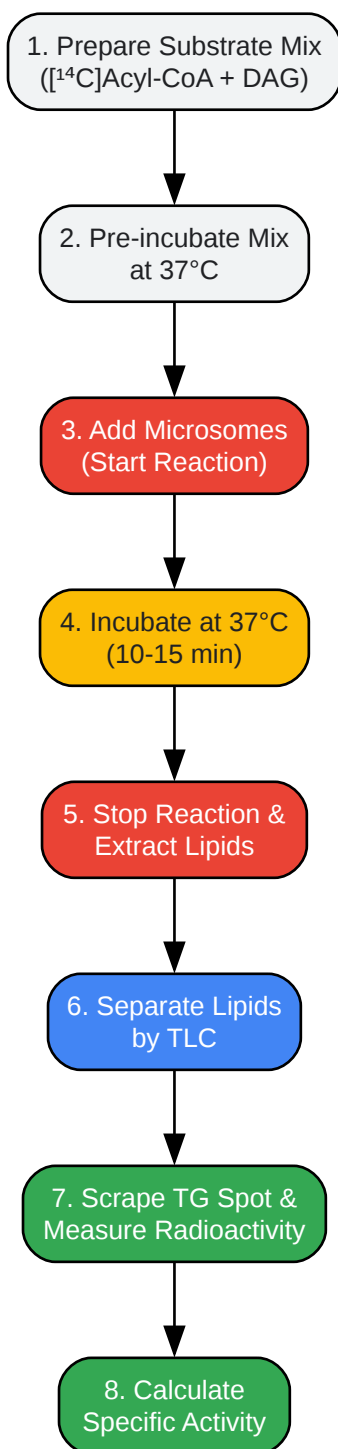 1. Prepare Substrate Mix
([¹⁴C]Acyl-CoA + DAG)
2. Pre-incubate Mix
at 37°C
3. Add Microsomes
(Start Reaction)
4. Incubate at 37°C
(10-15 min)
5. Stop Reaction &
Extract Lipids
6. Separate Lipids
by TLC
7. Scrape TG Spot &
Measure Radioactivity
8. Calculate
Specific Activity